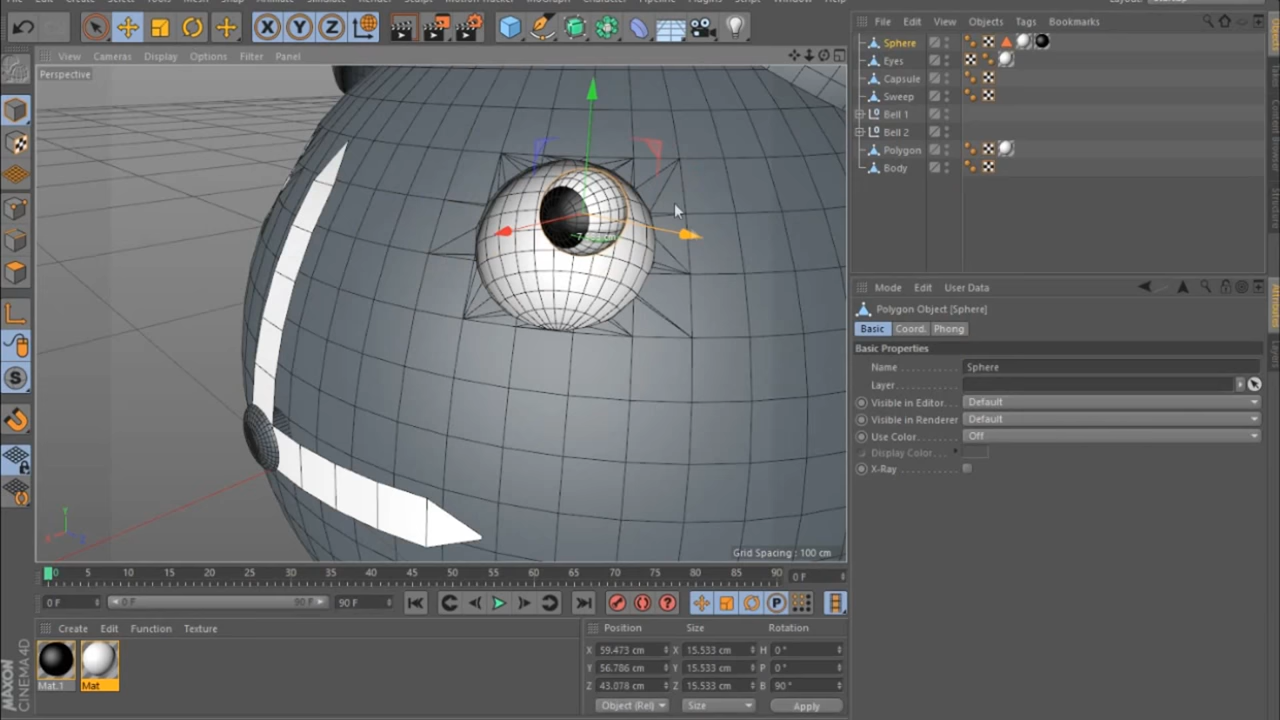 View Cameras Display Options Filter Panel
Perspective
Grid Spacing : 100 cm
0 5 10 15 20 25 30 35 40 45 50 55 60 65 70 75 80 85 90 0 F
0 F 0 F 90 F 90 F
Create Edit Function Texture
Mat.1 Mat
MAXON
CINEMA4D
Position Size Rotation
X 59.473 cm X 15.533 cm H 0 °
Y 56.786 cm Y 15.533 cm P 0 °
Z 43.078 cm Z 15.533 cm B 90 °
Object (Rel) Size Apply
File Edit View Objects Tags Bookmarks
Sphere
Eyes
Capsule
Sweep
Bell 1
Bell 2
Polygon
Body
Mode Edit User Data
Polygon Object [Sphere]
Basic Coord. Phong
Basic Properties
Name Sphere
Layer
Visible in Editor Default
Visible in Renderer Default
Use Color Off
Display Color
X-Ray